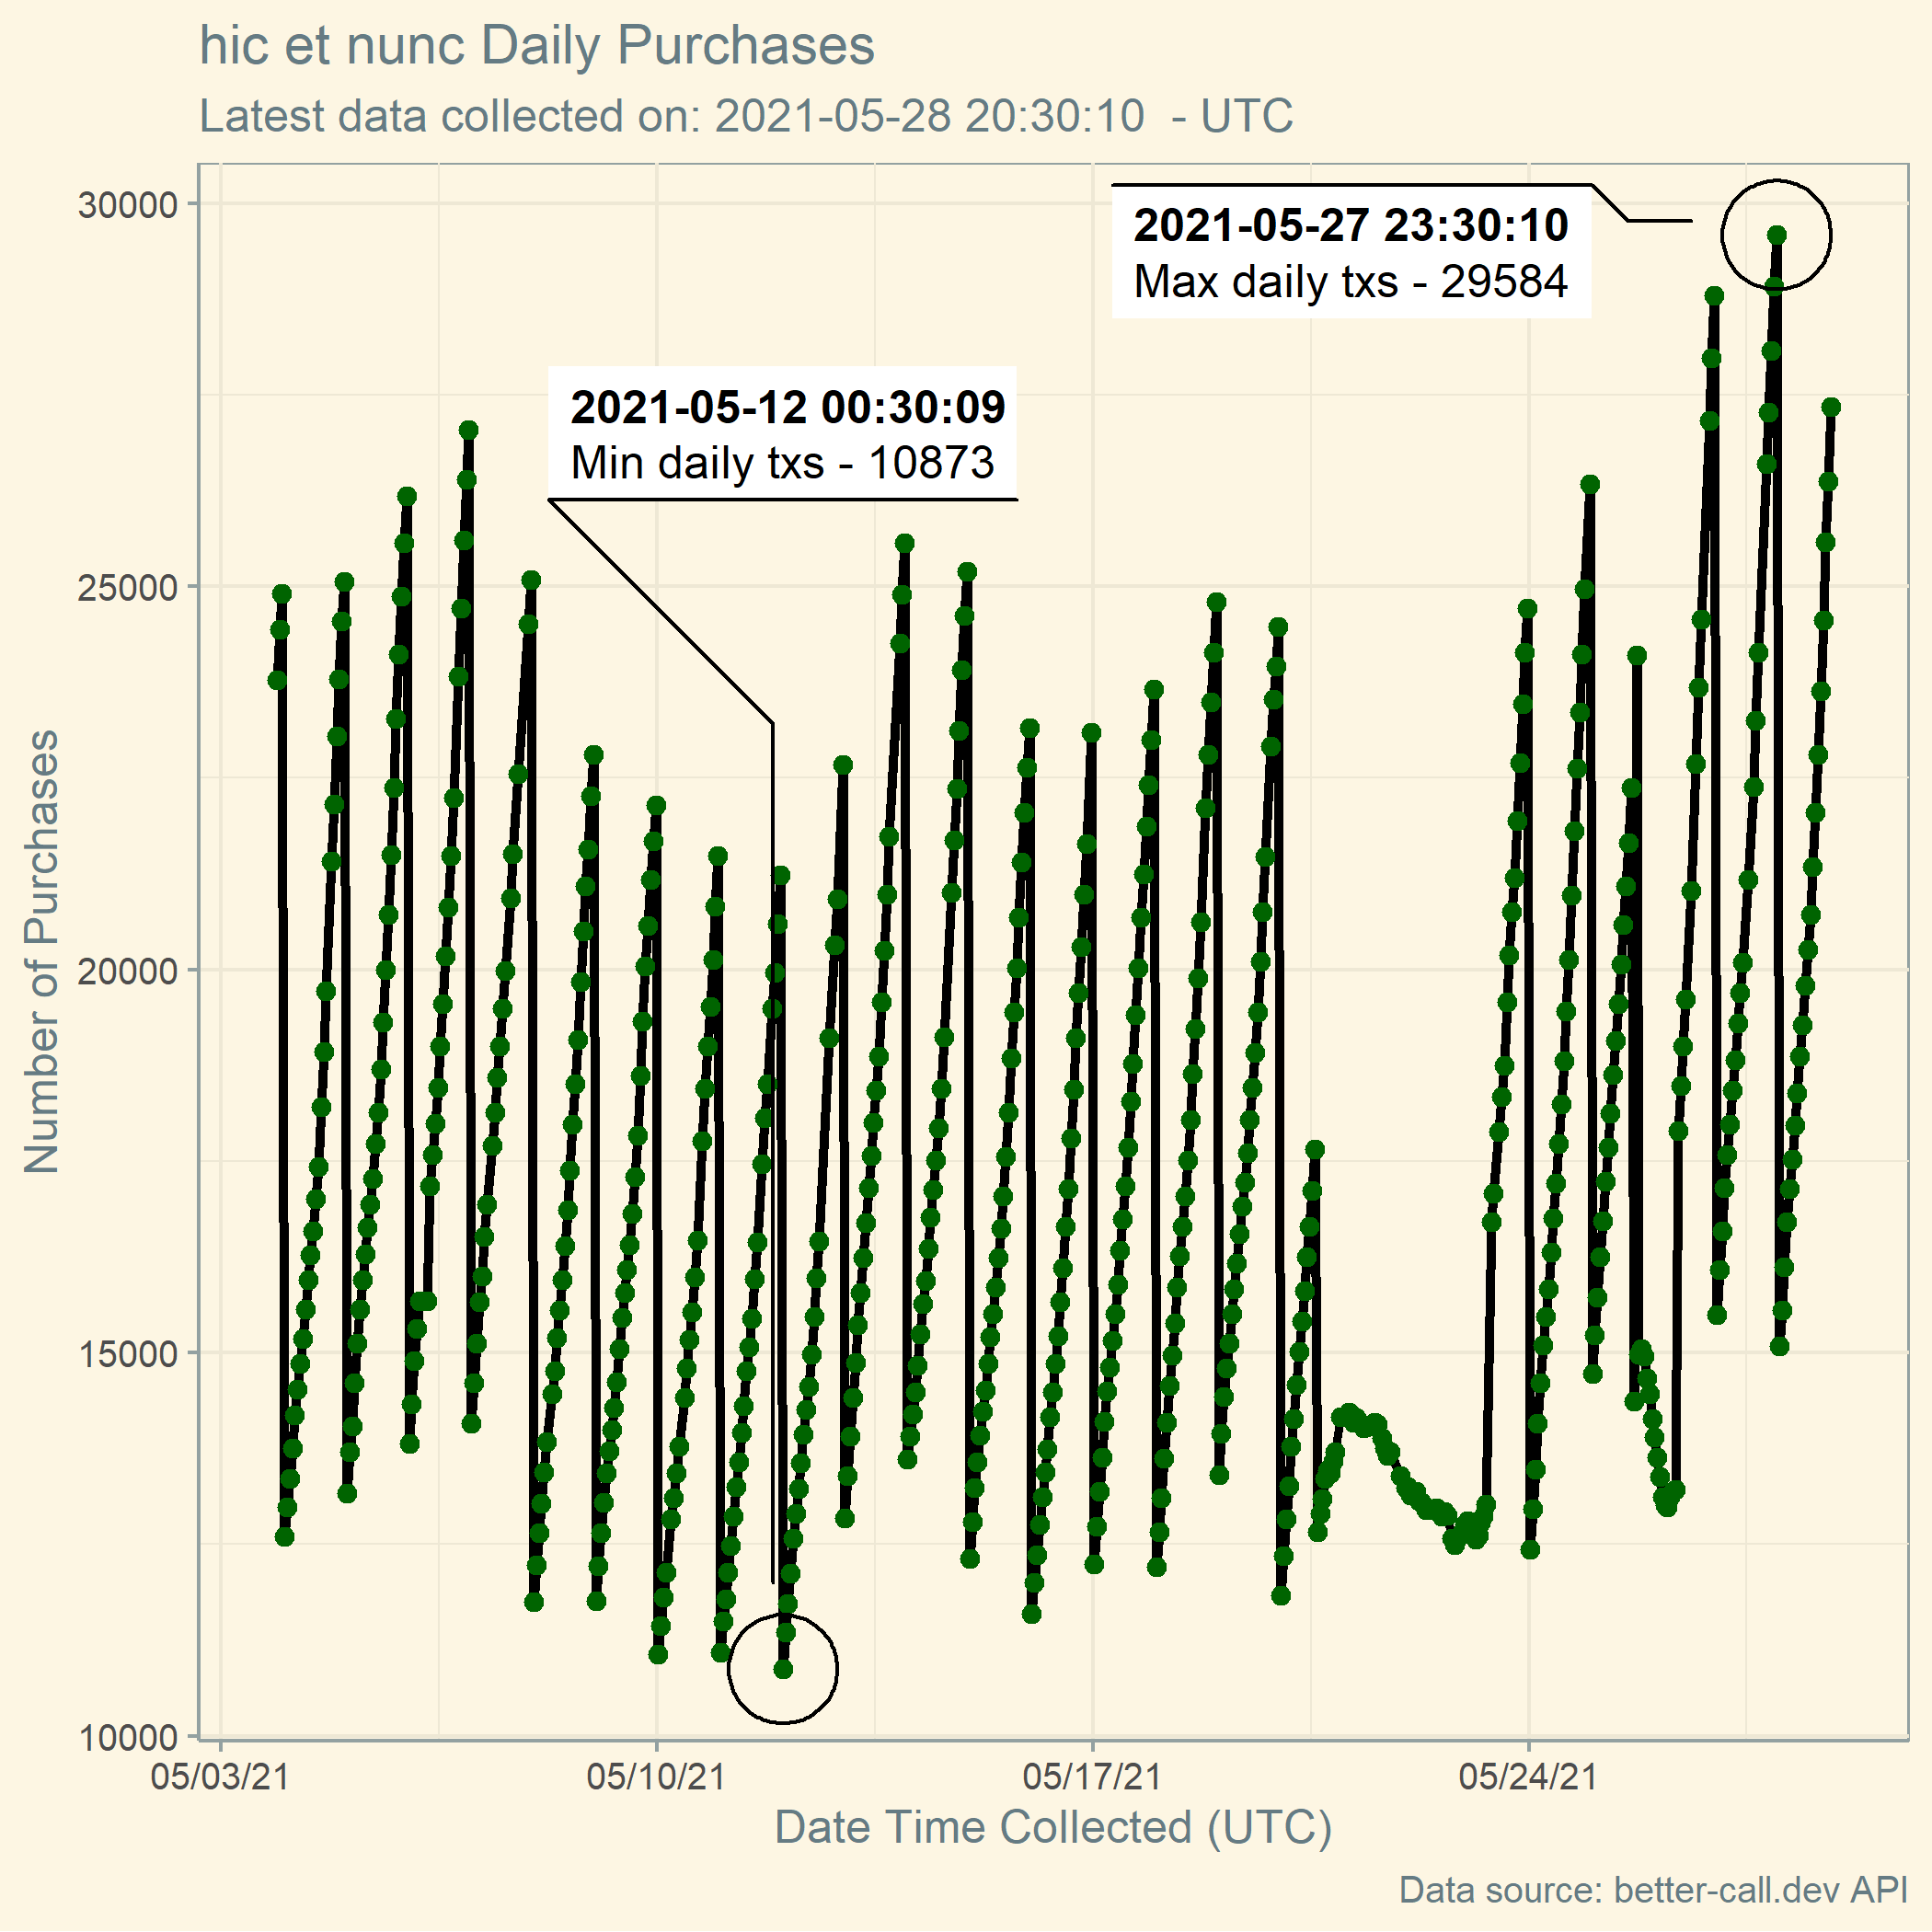 hic et nunc Daily Purchases
Latest data collected on: 2021-05-28 20:30:10  - UTC
30000
2021-05-27 23:30:10
Max daily txs - 29584
2021-05-12 00:30:09
Min daily txs - 10873
25000
20000
15000
10000
Number of Purchases
05/03/21
05/10/21
05/17/21
05/24/21
Date Time Collected (UTC)
Data source: better-call.dev API